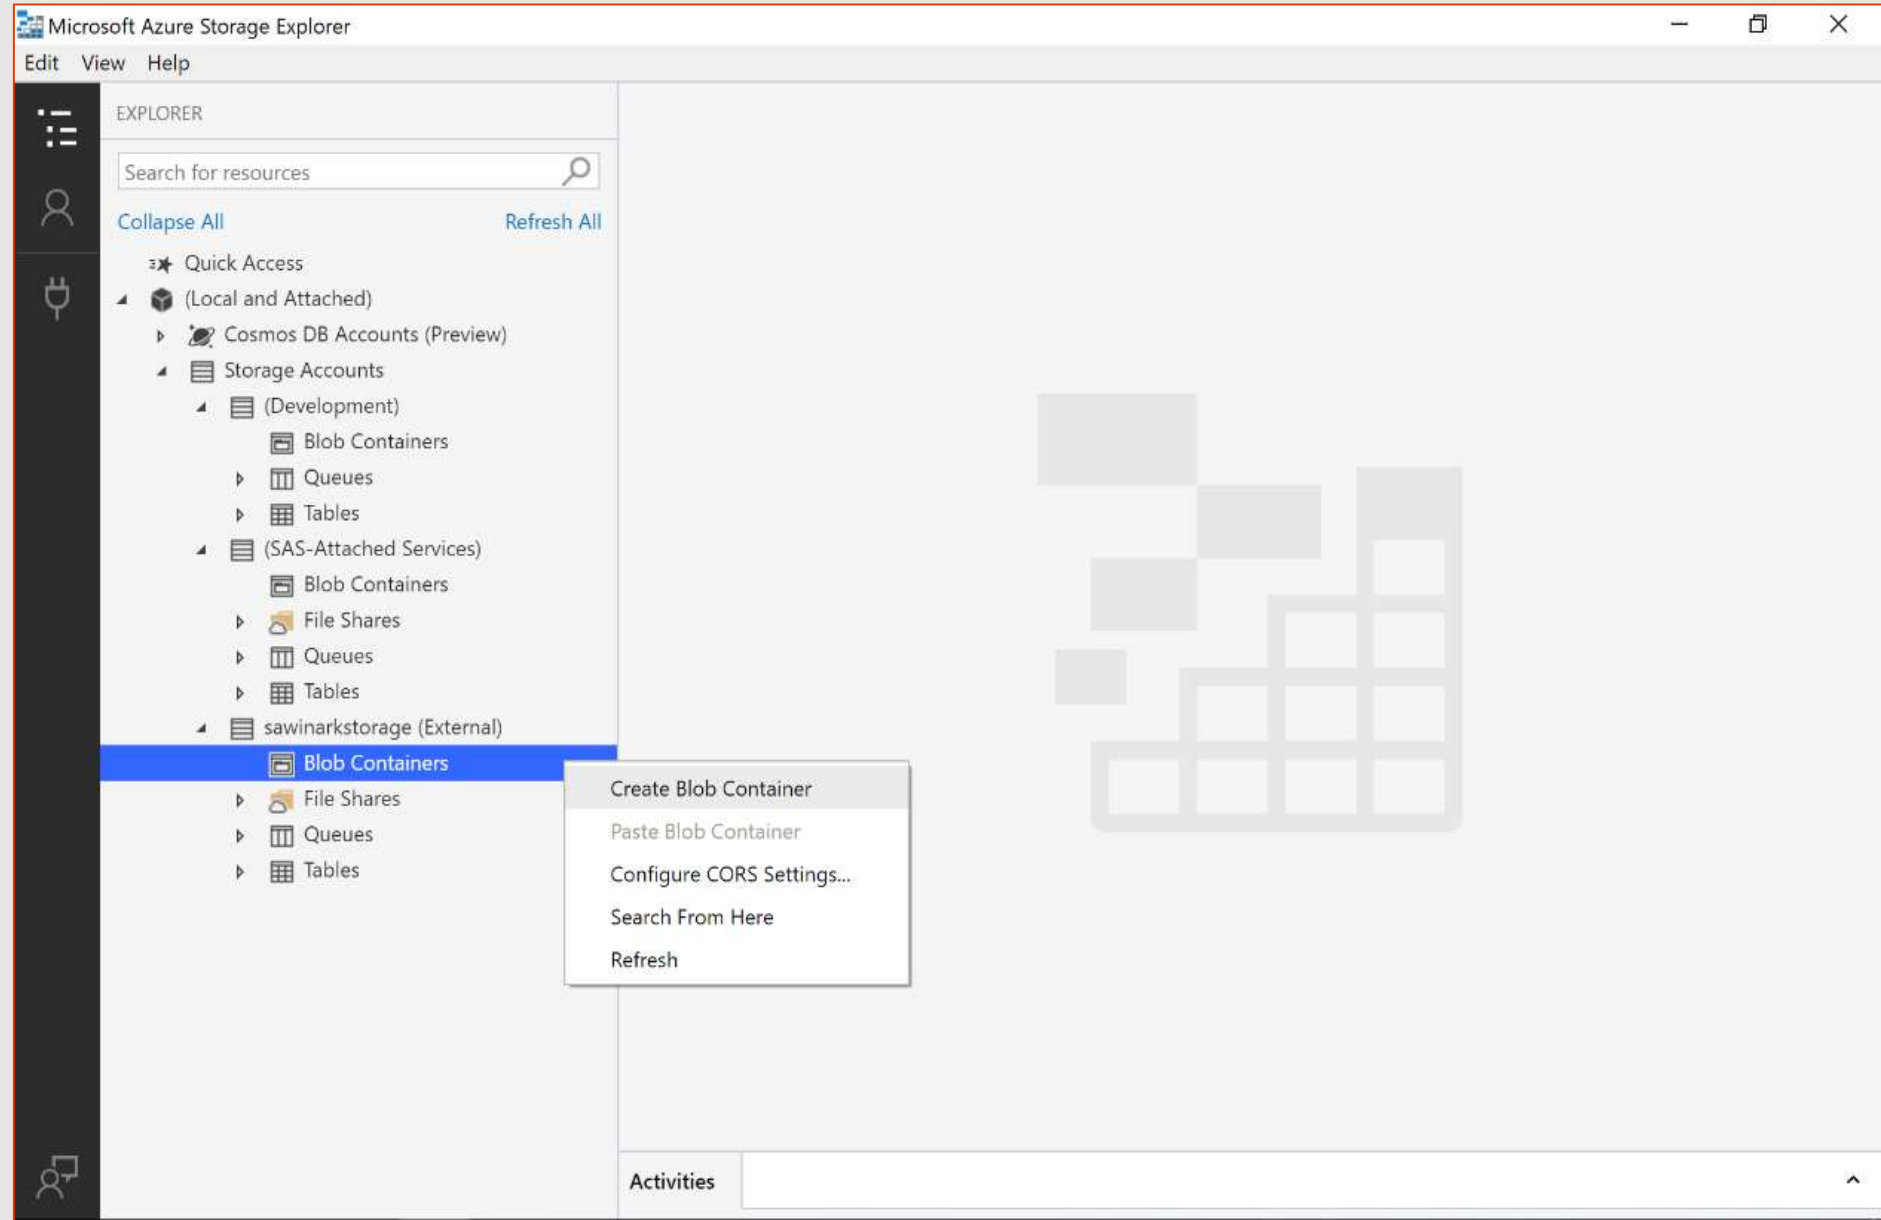 Microsoft Azure Storage Explorer
Edit View Help
EXPLORER
Search for resources
Collapse All Refresh All
Quick Access
(Local and Attached)
Cosmos DB Accounts (Preview)
Storage Accounts
(Development)
Blob Containers
Queues
Tables
(SAS-Attached Services)
Blob Containers
File Shares
Queues
Tables
sawinarkstorage (External)
Blob Containers
File Shares
Queues
Tables
Create Blob Container
Paste Blob Container
Configure CORS Settings...
Search From Here
Refresh
Activities